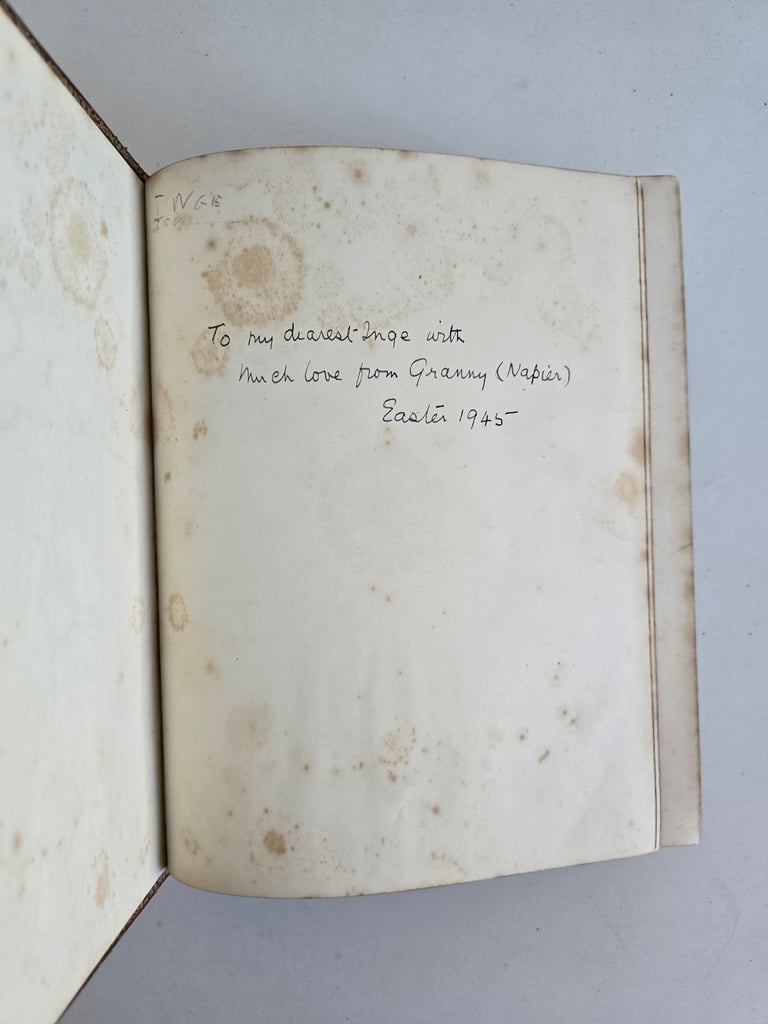 INGE
To my dearest Inge with
much love from Granny (Napier)
Easter 1945